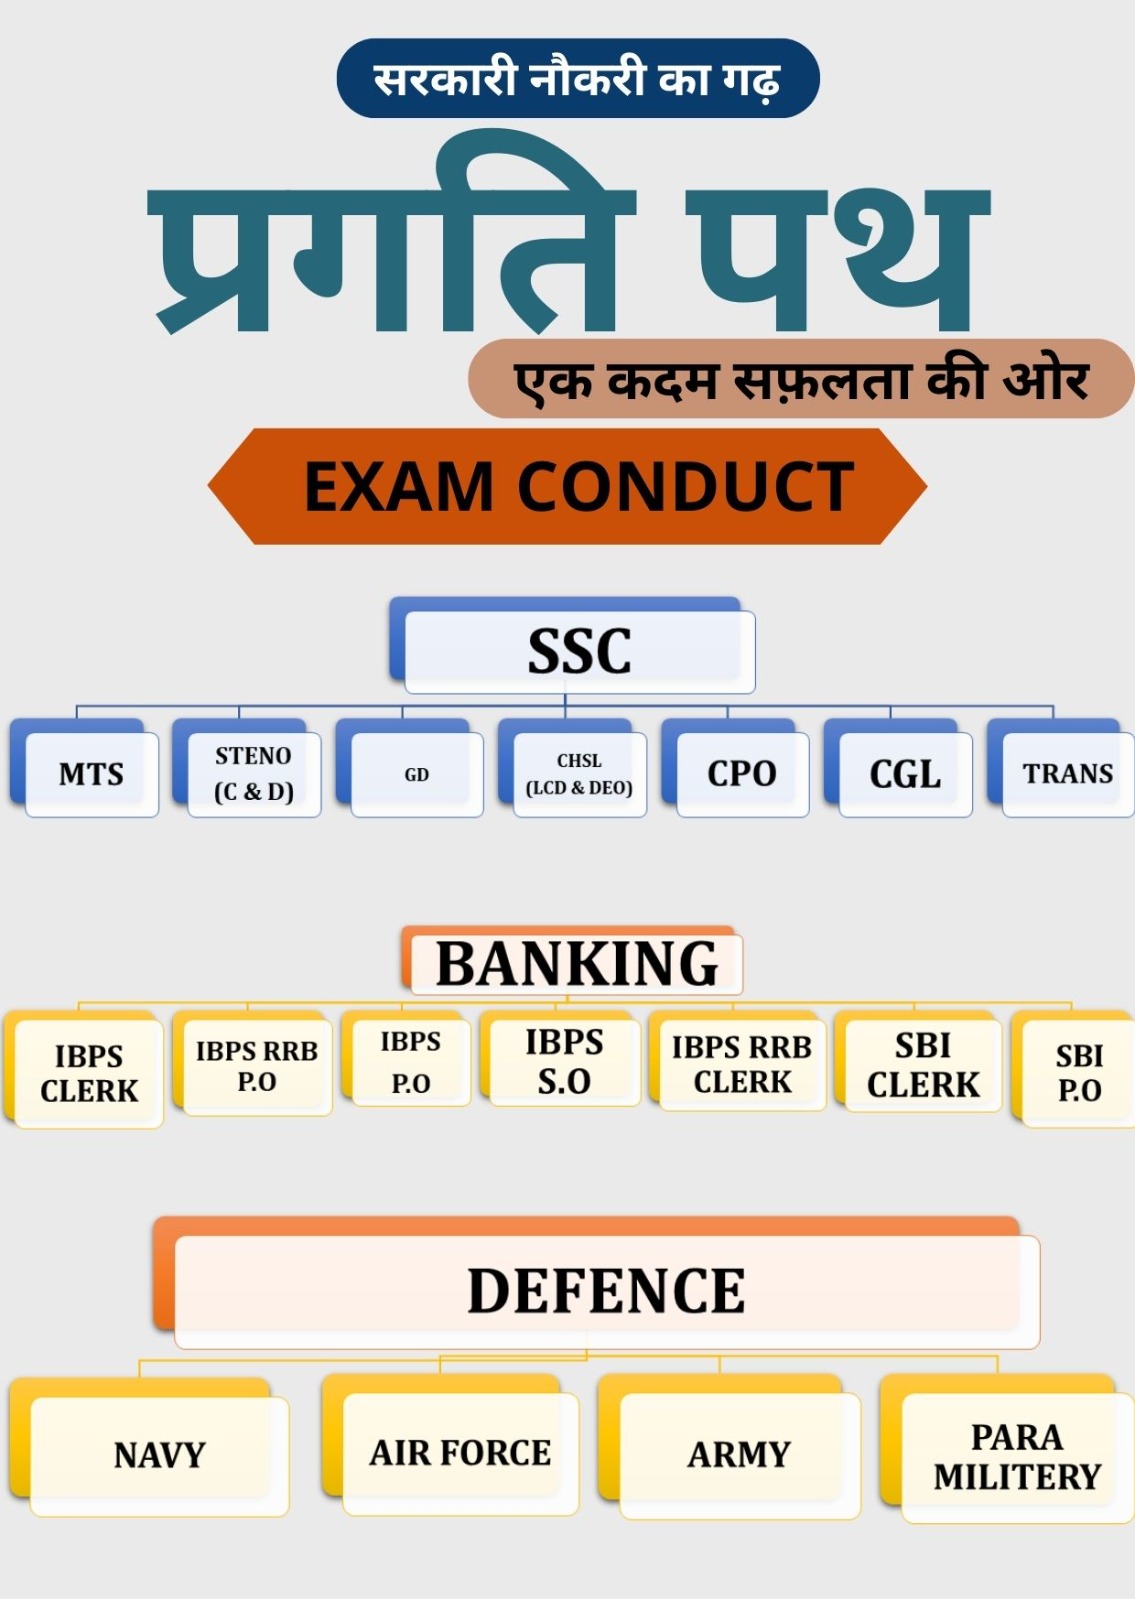 सरकारी नौकरी का गढ़
प्रगति पथ
एक कदम सफ़लता की ओर
EXAM CONDUCT
SSC
MTS
STENO
(C & D)
GD
CHSL
(LCD & DEO)
CPO
CGL
TRANS
BANKING
IBPS
CLERK
IBPS RRB
P.O
IBPS
P.O
IBPS
S.O
IBPS RRB
CLERK
SBI
CLERK
SBI
P.O
DEFENCE
NAVY
AIR FORCE
ARMY
PARA
MILITERY